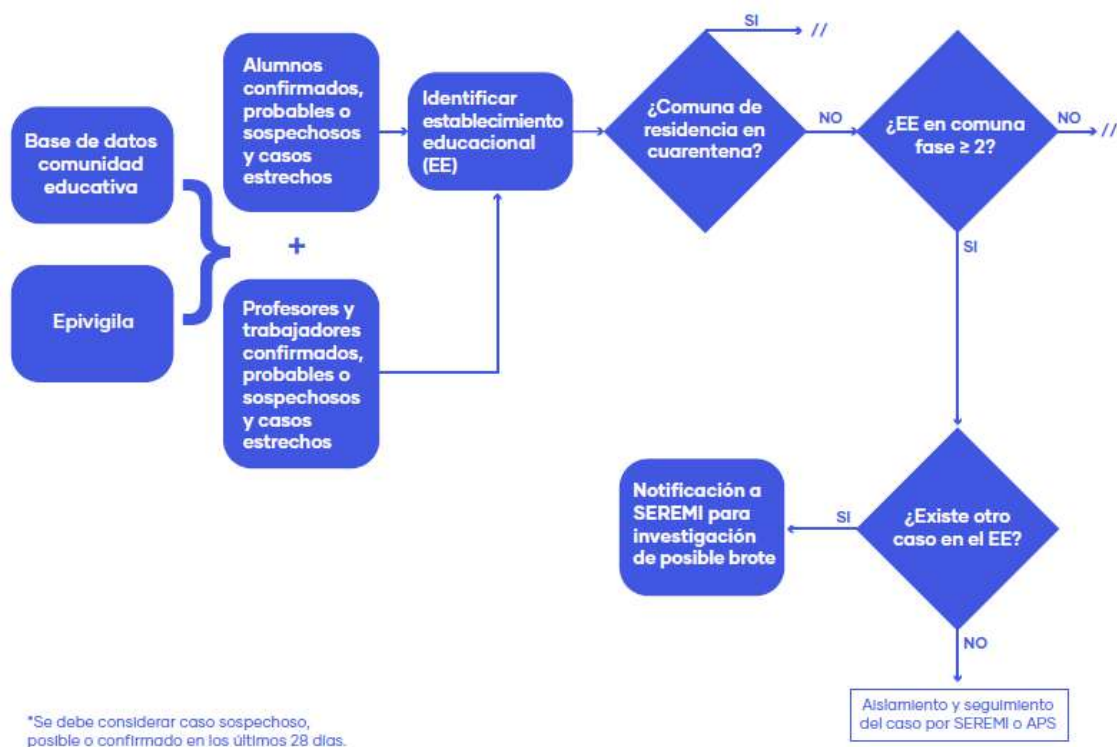 Base de datos
comunidad
educativa
Epivigila
Alumnos
confirmados,
probables o
sospechosos
y casos
estrechos
+
Profesores y
trabajadores
confirmados,
probables o
sospechosos
y casos
estrechos
Identificar
establecimiento
educacional
(EE)
¿Comuna de
residencia en
cuarentena?
SI
//
NO
¿EE en comuna
fase ≥ 2?
NO
//
SI
¿Existe otro
caso en el EE?
SI
Notificación a
SEREMI para
investigación
de posible brote
NO
Aislamiento y seguimiento
del caso por SEREMI o APS
*Se debe considerar caso sospechoso,
posible o confirmado en los últimos 28 días.